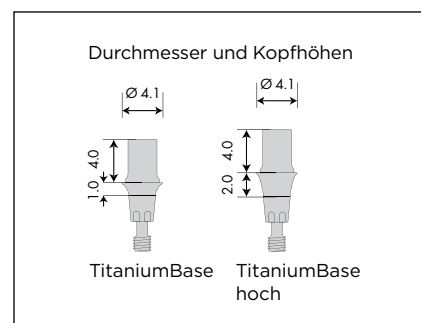 Durchmesser und Kopfhöhen
Ø 4.1
Ø 4.1
4.0
1.0
4.0
2.0
TitaniumBase
TitaniumBase
hoch